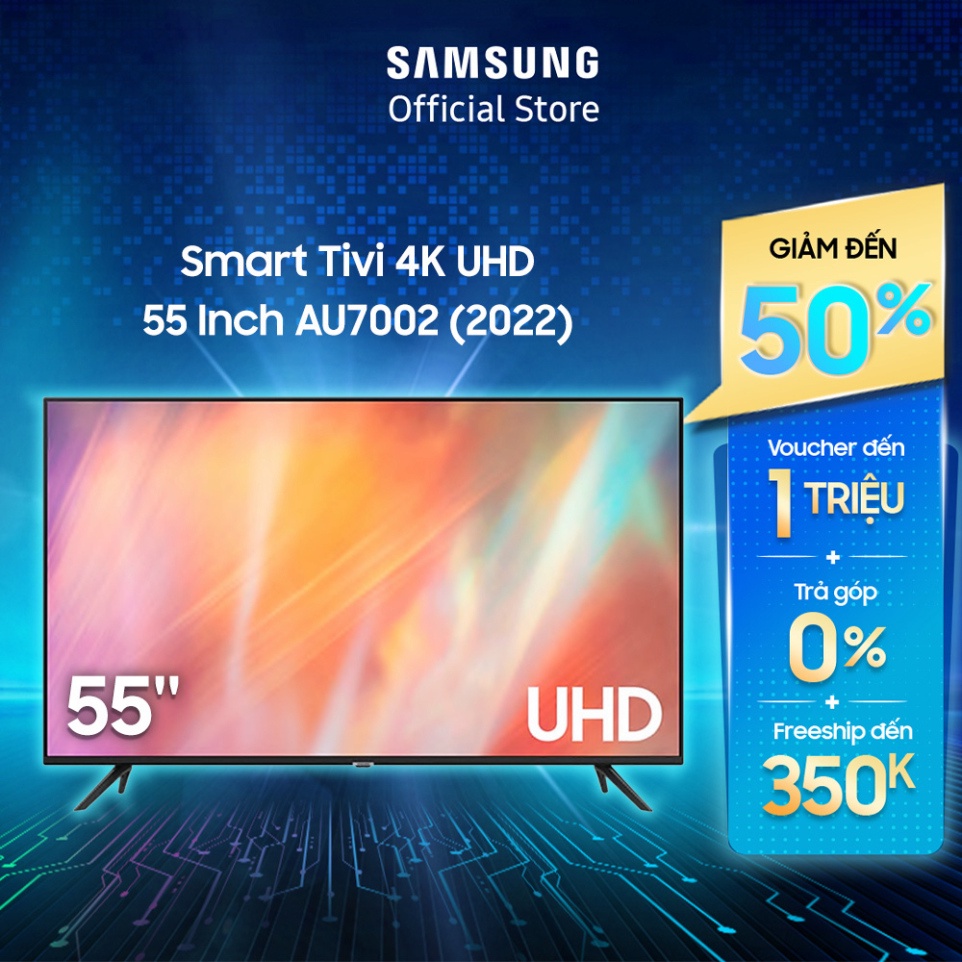 SAMSUNG
Official Store
Smart Tivi 4K UHD
55 Inch AU7002 (2022)
GIẢM ĐẾN
50%
Voucher đến
1 TRIỆU
+
Trả góp
0%
+
Freeship đến
350K
55"
UHD